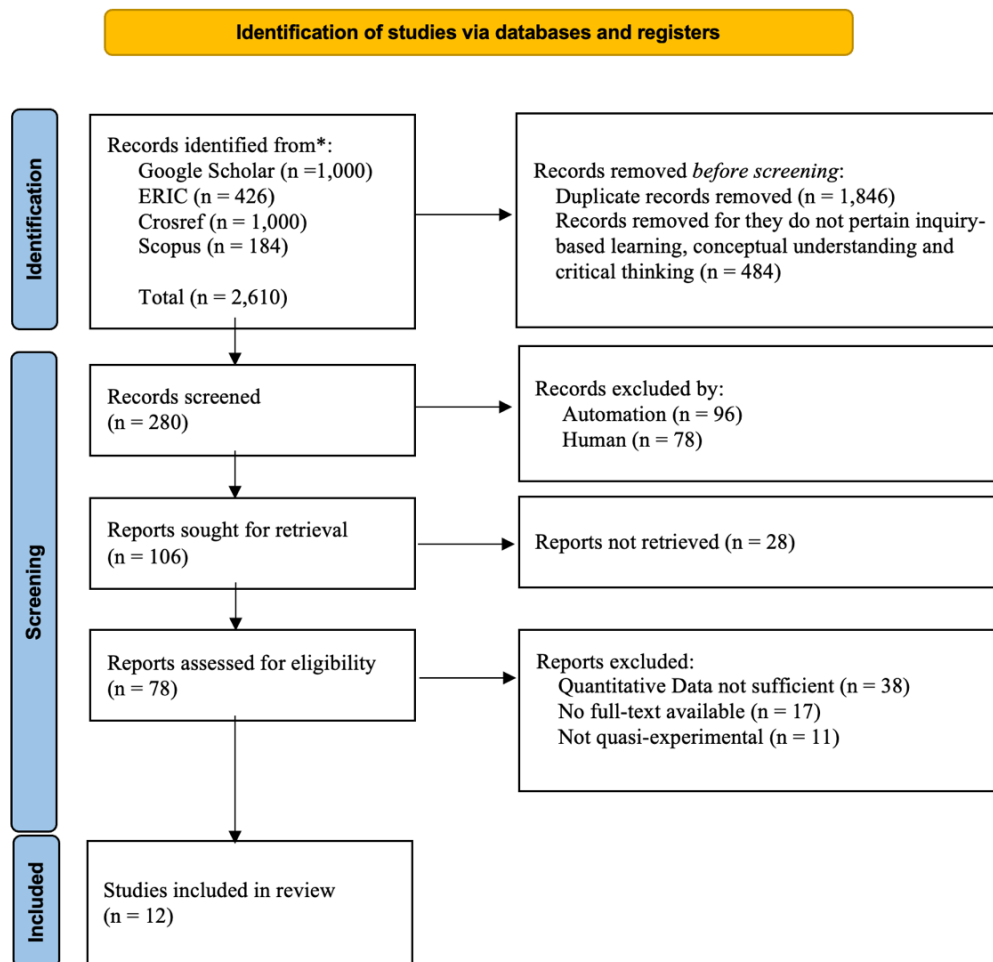 Identification of studies via databases and registers
Identification
Records identified from*:
Google Scholar (n =1,000)
ERIC (n = 426)
Crosref (n = 1,000)
Scopus (n = 184)
Total (n = 2,610)
Records removed before screening:
Duplicate records removed (n = 1,846)
Records removed for they do not pertain inquiry-
based learning, conceptual understanding and
critical thinking (n = 484)
Screening
Records screened
(n = 280)
Records excluded by:
Automation (n = 96)
Human (n = 78)
Reports sought for retrieval
(n = 106)
Reports not retrieved (n = 28)
Reports assessed for eligibility
(n = 78)
Reports excluded:
Quantitative Data not sufficient (n = 38)
No full-text available (n = 17)
Not quasi-experimental (n = 11)
Included
Studies included in review
(n = 12)